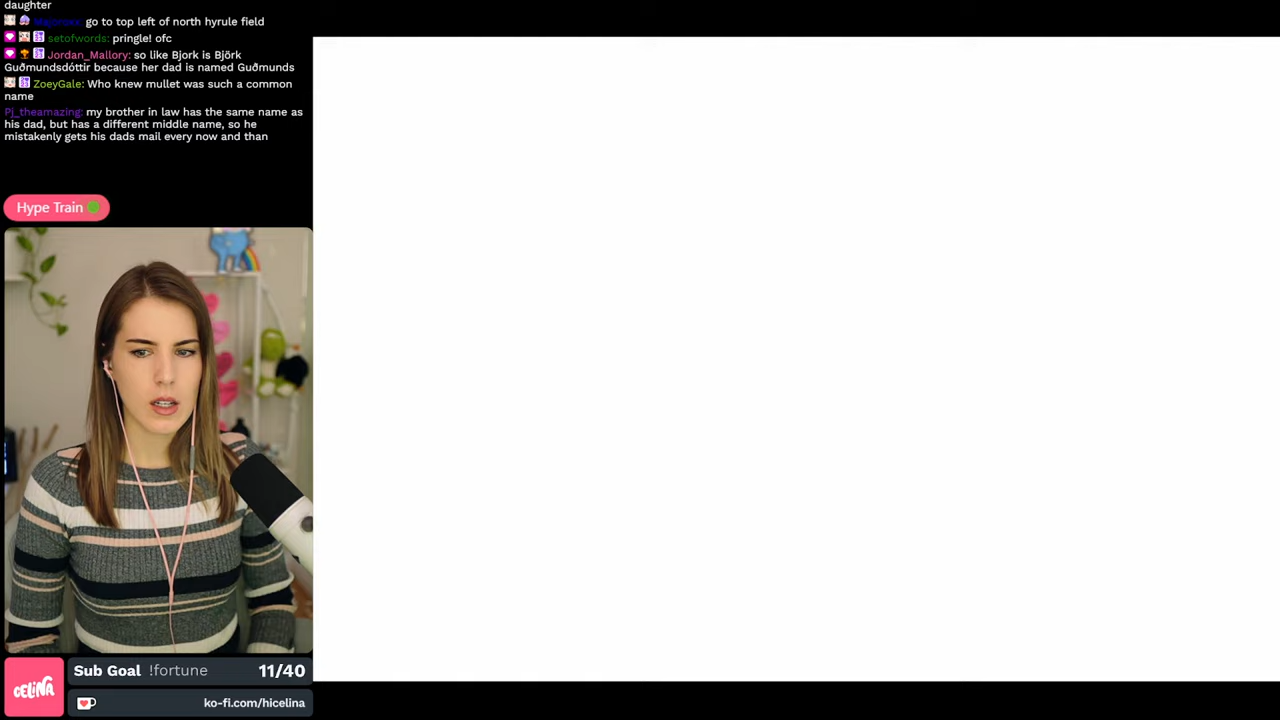 daughter
Majoroxx: go to top left of north hyrule field
setofwords: pringle! ofc
Jordan_Mallory: so like Bjork is Björk
Guðmundsdóttir because her dad is named Guðmunds
ZoeyGale: Who knew mullet was such a common
name
Pj_theamazing: my brother in law has the same name as
his dad, but has a different middle name, so he
mistakenly gets his dads mail every now and than
Hype Train
CELINA
Sub Goal !fortune 11/40
ko-fi.com/hicelina